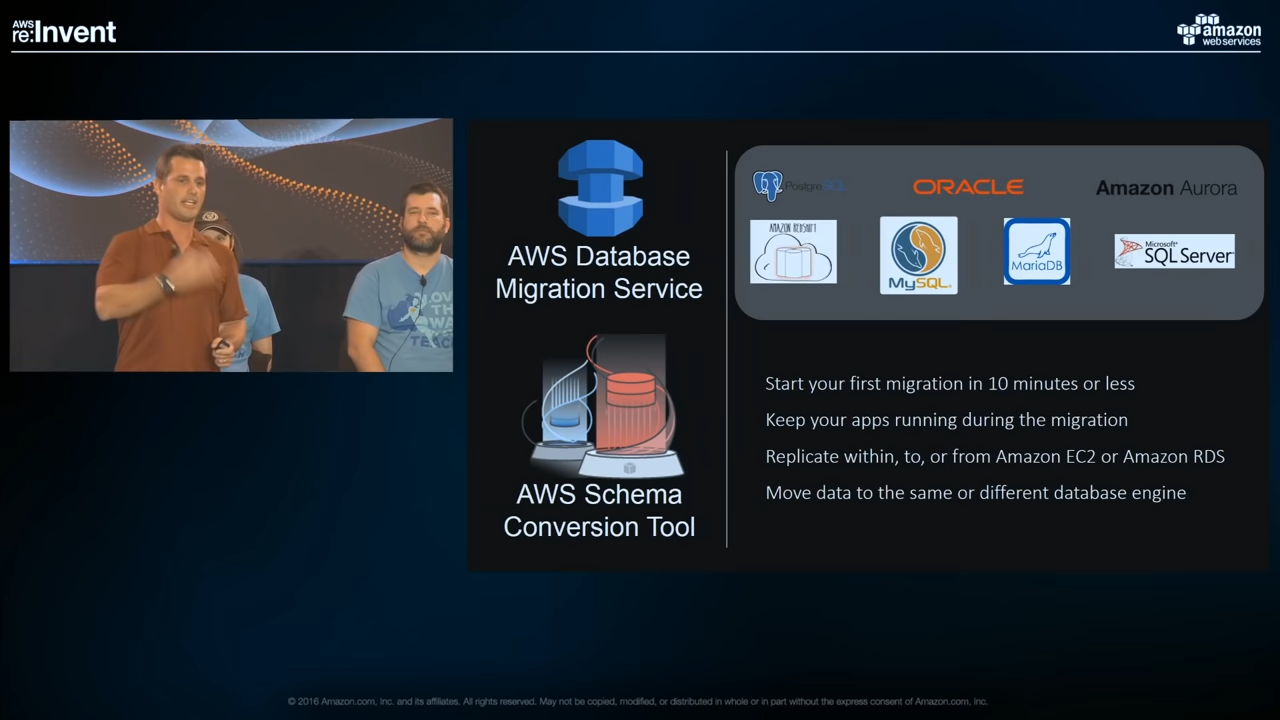 AWS
re:Invent
amazon
web services
AWS Database
Migration Service
AWS Schema
Conversion Tool
PostgreSQL
ORACLE
Amazon Aurora
AMAZON REDSHIFT
MySQL
MariaDB
Microsoft
SQL Server
Start your first migration in 10 minutes or less
Keep your apps running during the migration
Replicate within, to, or from Amazon EC2 or Amazon RDS
Move data to the same or different database engine
© 2016 Amazon.com, Inc. and its affiliates. All rights reserved. May not be copied, modified, or distributed in whole or in part without the express consent of Amazon.com, Inc.